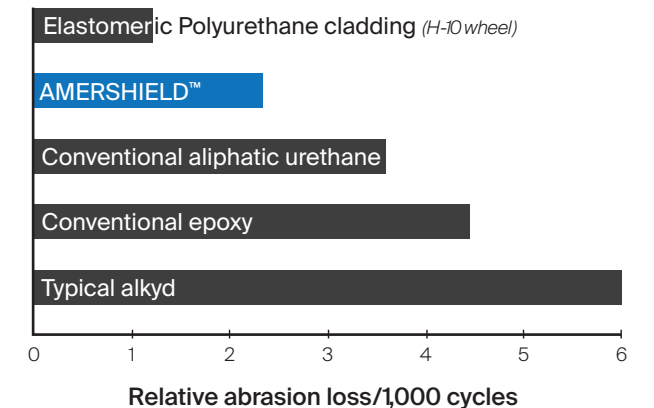 Elastomeric Polyurethane cladding (H-10 wheel)
AMERSHIELD™
Conventional aliphatic urethane
Conventional epoxy
Typical alkyd
0 1 2 3 4 5 6
Relative abrasion loss/1,000 cycles